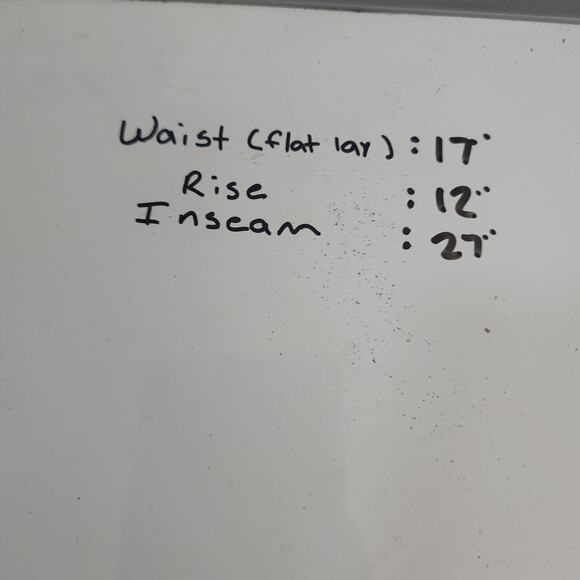 Waist (flat lay) : 17"
Rise : 12"
Inseam : 27"